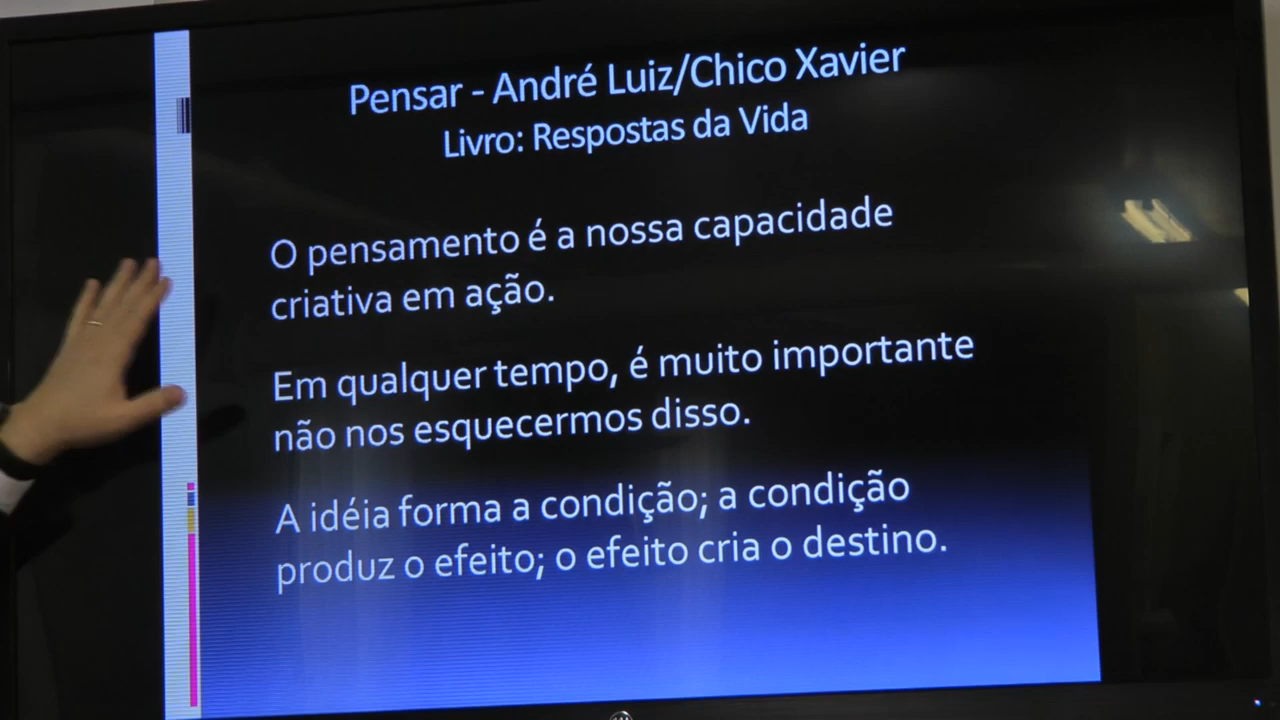 Pensar - André Luiz/Chico Xavier
Livro: Respostas da Vida
O pensamento é a nossa capacidade
criativa em ação.
Em qualquer tempo, é muito importante
não nos esquecermos disso.
A idéia forma a condição; a condição
produz o efeito; o efeito cria o destino.